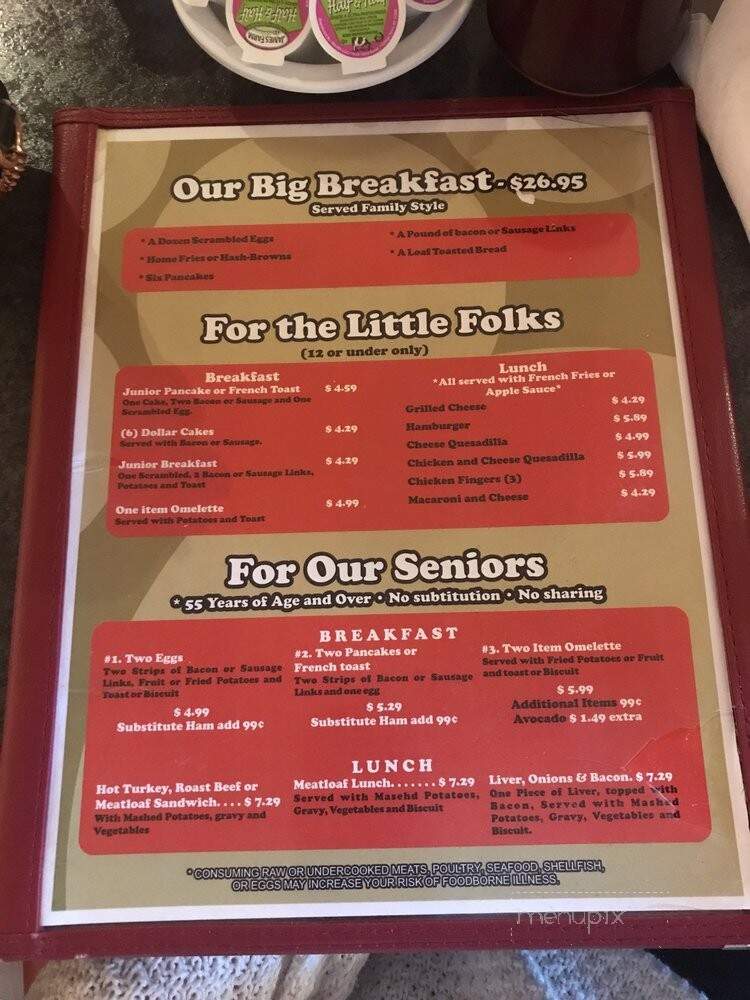 Half & Half
JAMES FARM
Half & Half
Our Big Breakfast - $26.95
Served Family Style
* A Dozen Scrambled Eggs
* Home Fries or Hash-Browns
* Six Pancakes
* A Pound of bacon or Sausage Links
* A Loaf Toasted Bread
For the Little Folks
(12 or under only)
Breakfast
Junior Pancake or French Toast $ 4.59
One Cake, Two Bacon or Sausage and One
Scrambled Egg.
(6) Dollar Cakes $ 4.29
Served with Bacon or Sausage.
Junior Breakfast $ 4.29
One Scrambled, 2 Bacon or Sausage Links,
Potatoes and Toast
One item Omelette $ 4.99
Served with Potatoes and Toast
Lunch
*All served with French Fries or
Apple Sauce*
Grilled Cheese $ 4.29
Hamburger $ 5.89
Cheese Quesadilla $ 4.99
Chicken and Cheese Quesadilla $ 5.99
Chicken Fingers (3) $ 5.89
Macaroni and Cheese $ 4.29
For Our Seniors
* 55 Years of Age and Over • No subtitution • No sharing
BREAKFAST
#1. Two Eggs
Two Strips of Bacon or Sausage
Links, Fruit or Fried Potatoes and
Toast or Biscuit
$ 4.99
Substitute Ham add 99¢
#2. Two Pancakes or
French toast
Two Strips of Bacon or Sausage
Links and one egg
$ 5.29
Substitute Ham add 99¢
#3. Two Item Omelette
Served with Fried Potatoes or Fruit
and toast or Biscuit
$ 5.99
Additional Items 99¢
Avocado $ 1.49 extra
LUNCH
Hot Turkey, Roast Beef or
Meatloaf Sandwich.... $ 7.29
With Mashed Potatoes, gravy and
Vegetables
Meatloaf Lunch....... $ 7.29
Served with Masehd Potatoes,
Gravy, Vegetables and Biscuit
Liver, Onions & Bacon. $ 7.29
One Piece of Liver, topped with
Bacon, Served with Mashed
Potatoes, Gravy, Vegetables and
Biscuit.
* CONSUMING RAW OR UNDERCOOKED MEATS, POULTRY, SEAFOOD, SHELLFISH,
OR EGGS MAY INCREASE YOUR RISK OF FOODBORNE ILLNESS.
menupix